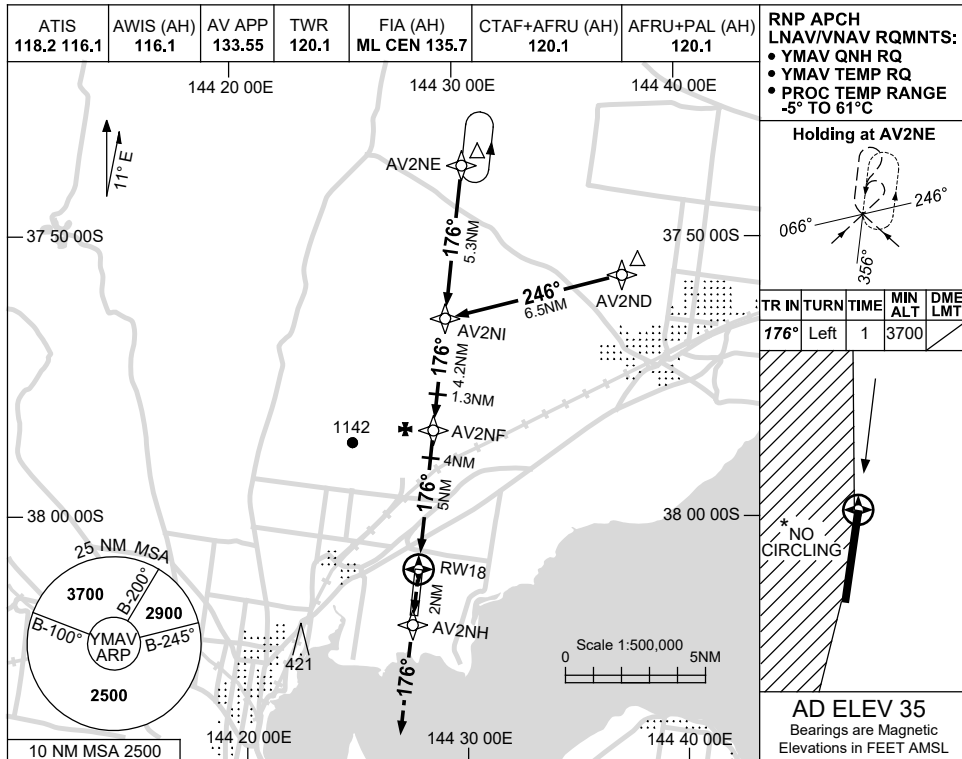 ATIS
118.2 116.1
AWIS (AH)
116.1
AV APP
133.55
TWR
120.1
FIA (AH)
ML CEN 135.7
CTAF+AFRU (AH)
120.1
AFRU+PAL (AH)
120.1
RNP APCH
LNAV/VNAV RQMNTS:
• YMAV QNH RQ
• YMAV TEMP RQ
• PROC TEMP RANGE
-5° TO 61°C
144 20 00E
144 30 00E
144 40 00E
11° E
AV2NE
176°
5.3NM
37 50 00S
37 50 00S
246°
6.5NM
AV2ND
AV2NI
176°
4.2NM
1.3NM
1142
AV2NF
4NM
176°
5NM
38 00 00S
38 00 00S
RW18
2NM
AV2NH
176°
421
25 NM MSA
3700
B-200°
2900
B-100°
YMAV
ARP
B-245°
2500
10 NM MSA 2500
Scale 1:500,000
0
5NM
144 20 00E
144 30 00E
144 40 00E
Holding at AV2NE
246°
066°
356°
TR IN
TURN
TIME
MIN
ALT
DME
LMT
176°
Left
1
3700
*
NO
CIRCLING
AD ELEV 35
Bearings are Magnetic
Elevations in FEET AMSL